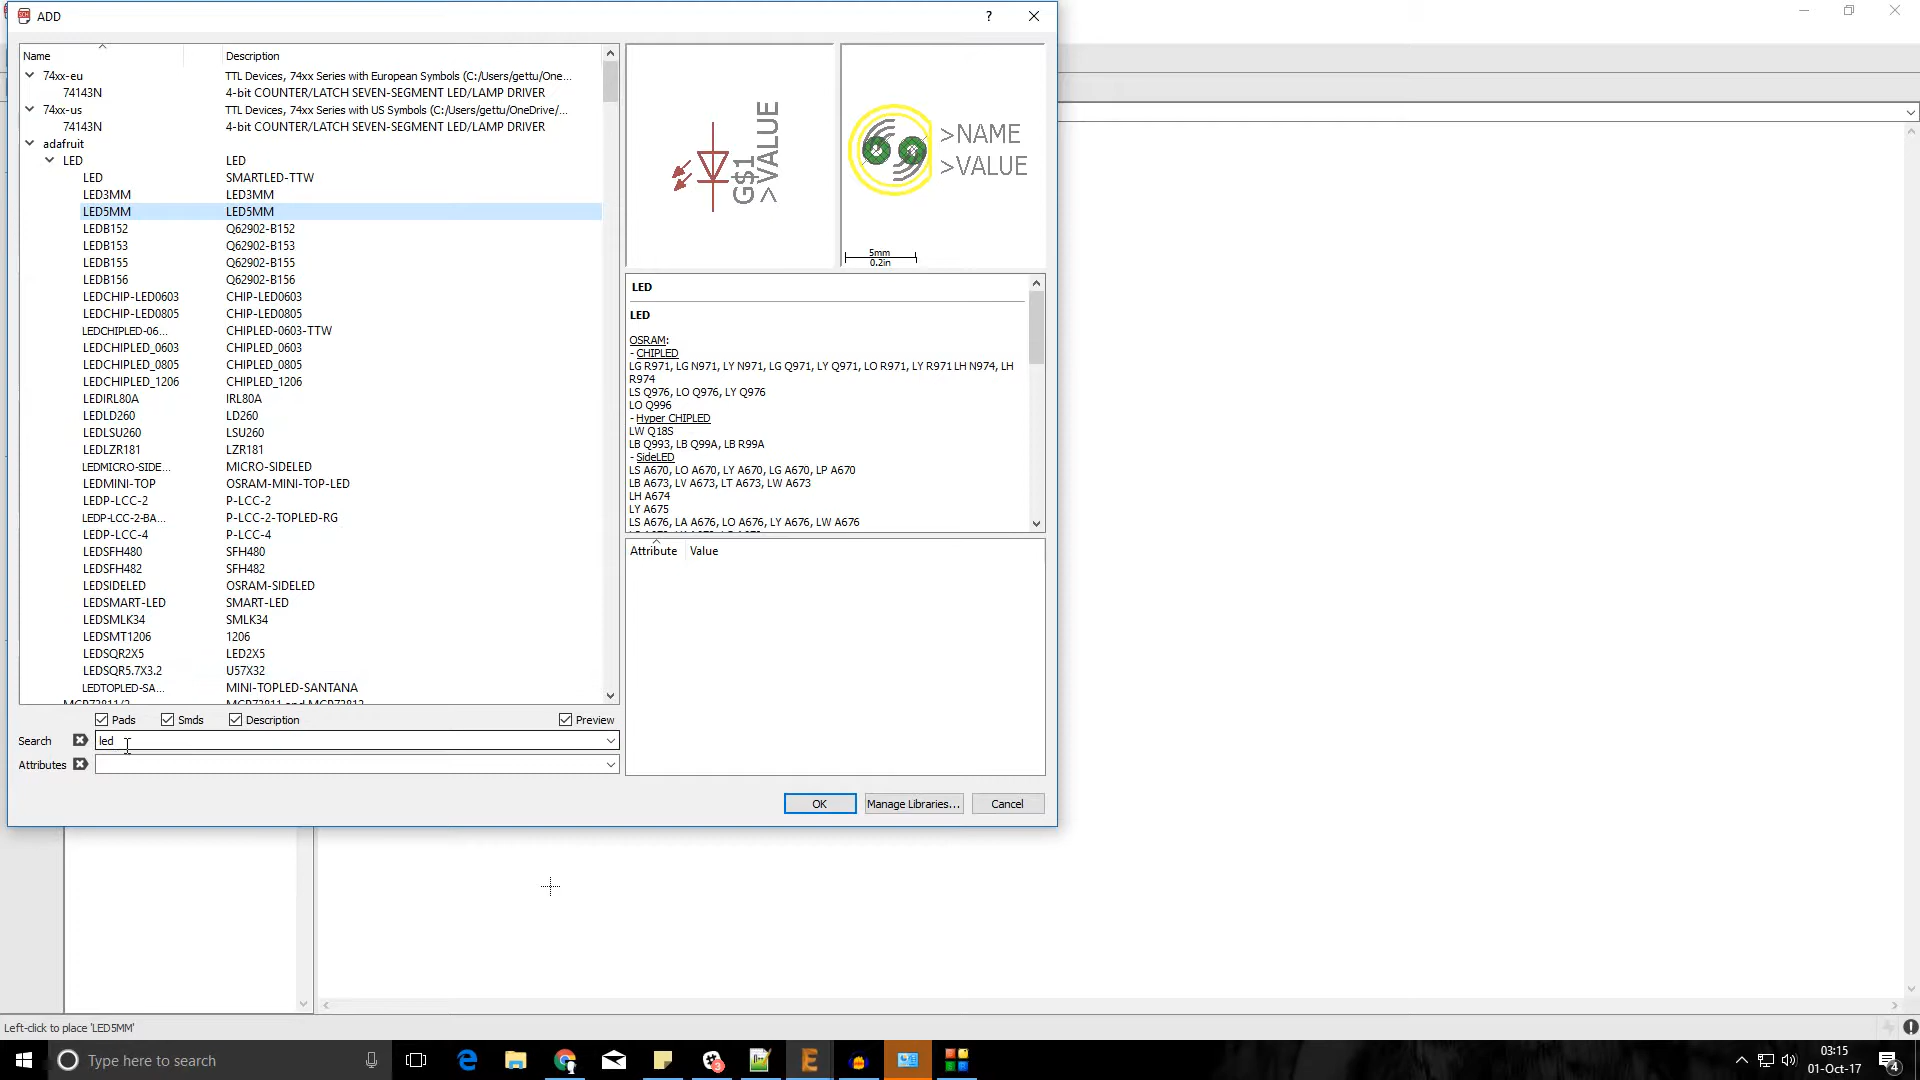 ADD
?
Name Description
74xx-eu TTL Devices, 74xx Series with European Symbols (C:/Users/gettu/One...
74143N 4-bit COUNTER/LATCH SEVEN-SEGMENT LED/LAMP DRIVER
74xx-us TTL Devices, 74xx Series with US Symbols (C:/Users/gettu/OneDrive/...
74143N 4-bit COUNTER/LATCH SEVEN-SEGMENT LED/LAMP DRIVER
adafruit
LED LED
LED SMARTLED-TTW
LED3MM LED3MM
LED5MM LED5MM
LEDB152 Q62902-B152
LEDB153 Q62902-B153
LEDB155 Q62902-B155
LEDB156 Q62902-B156
LEDCHIP-LED0603 CHIP-LED0603
LEDCHIP-LED0805 CHIP-LED0805
LEDCHIPLED-06... CHIPLED-0603-TTW
LEDCHIPLED_0603 CHIPLED_0603
LEDCHIPLED_0805 CHIPLED_0805
LEDCHIPLED_1206 CHIPLED_1206
LEDIRL80A IRL80A
LEDLD260 LD260
LEDLSU260 LSU260
LEDLZR181 LZR181
LEDMICRO-SIDE... MICRO-SIDELED
LEDMINI-TOP OSRAM-MINI-TOP-LED
LEDP-LCC-2 P-LCC-2
LEDP-LCC-2-BA... P-LCC-2-TOPLED-RG
LEDP-LCC-4 P-LCC-4
LEDSFH480 SFH480
LEDSFH482 SFH482
LEDSIDELED OSRAM-SIDELED
LEDSMART-LED SMART-LED
LEDSMLK34 SMLK34
LEDSMT1206 1206
LEDSQR2X5 LED2X5
LEDSQR5.7X3.2 U57X32
LEDTOPLED-SA... MINI-TOPLED-SANTANA
Pads Smds Description Preview
Search led
Attributes
G$1
>VALUE
>NAME
>VALUE
5mm
0.2in
LED
LED
OSRAM:
- CHIPLED
LG R971, LG N971, LY N971, LG Q971, LY Q971, LO R971, LY R971 LH N974, LH
R974
LS Q976, LO Q976, LY Q976
LO Q996
- Hyper CHIPLED
LW Q18S
LB Q993, LB Q99A, LB R99A
- SideLED
LS A670, LO A670, LY A670, LG A670, LP A670
LB A673, LV A673, LT A673, LW A673
LH A674
LY A675
LS A676, LA A676, LO A676, LY A676, LW A676
Attribute Value
OK Manage Libraries... Cancel
Left-click to place 'LED5MM'
Type here to search
3
03:15
01-Oct-17
4